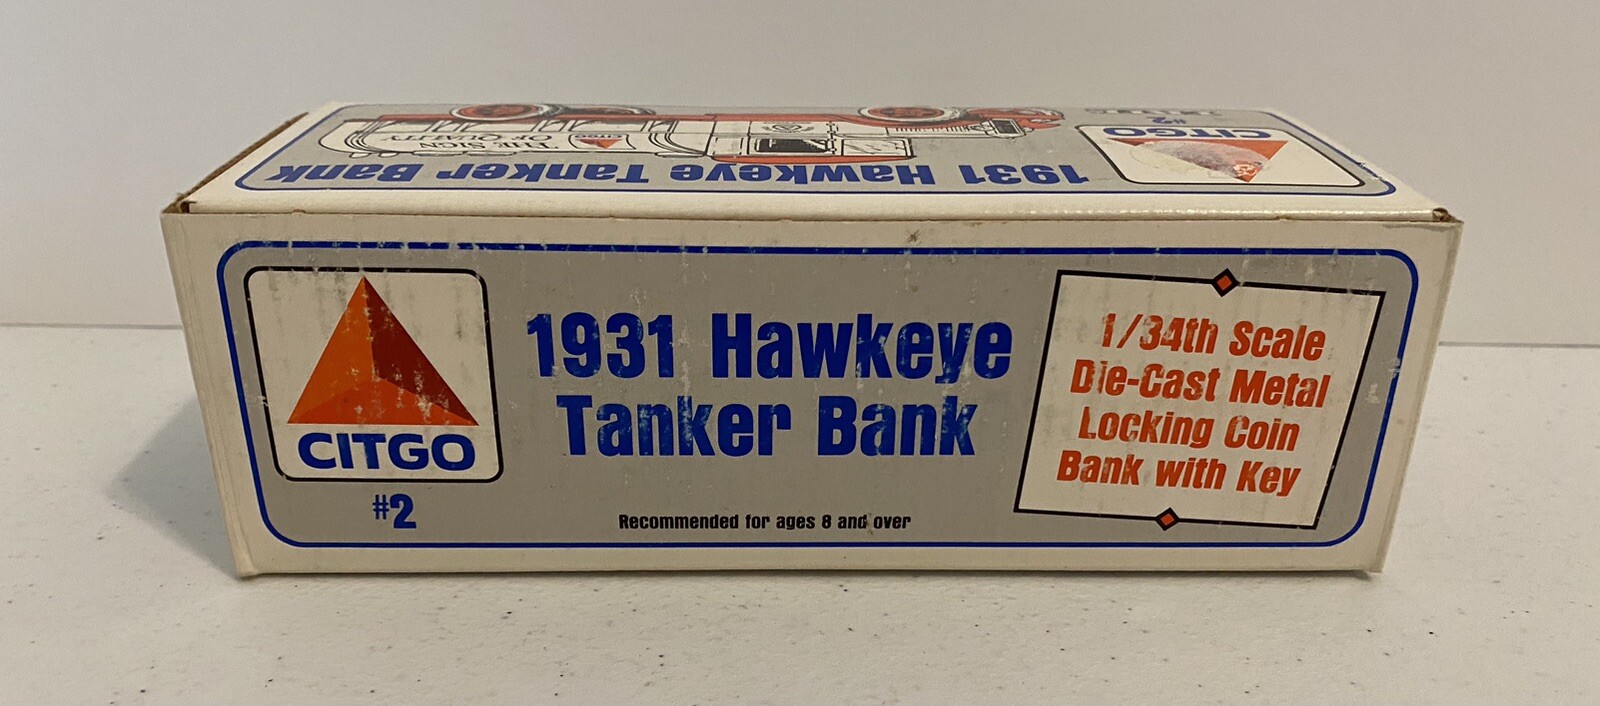 CITGO
#2
1931 Hawkeye Tanker Bank
THE SIGN
OF QUALITY
CITGO
CITGO
#2
1931 Hawkeye
Tanker Bank
Recommended for ages 8 and over
1/34th Scale
Die-Cast Metal
Locking Coin
Bank with Key